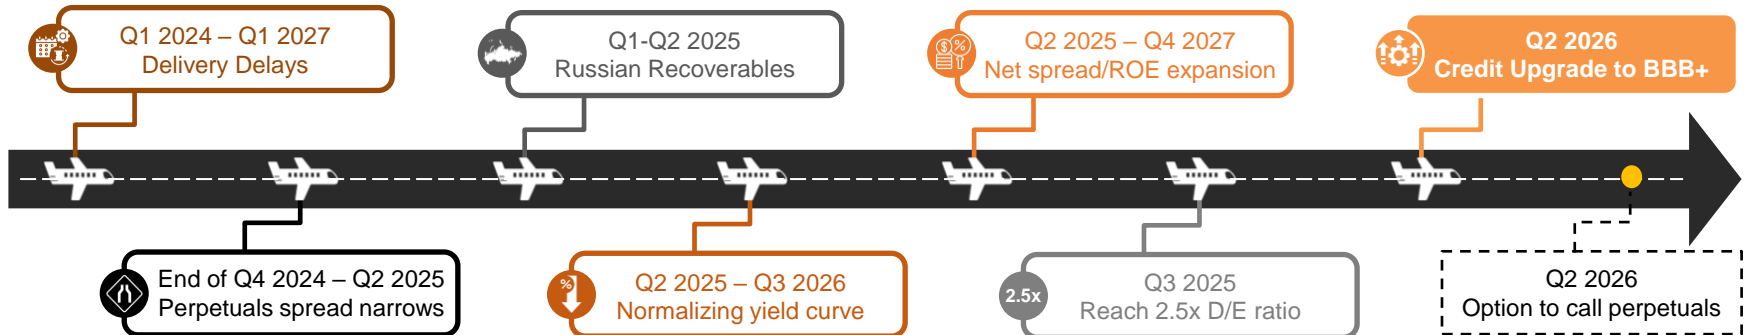 Q1 2024 – Q1 2027
Delivery Delays
Q1-Q2 2025
Russian Recoverables
$ %
Q2 2025 – Q4 2027
Net spread/ROE expansion
Q2 2026
Credit Upgrade to BBB+
End of Q4 2024 – Q2 2025
Perpetuals spread narrows
%
Q2 2025 – Q3 2026
Normalizing yield curve
2.5x
Q3 2025
Reach 2.5x D/E ratio
Q2 2026
Option to call perpetuals